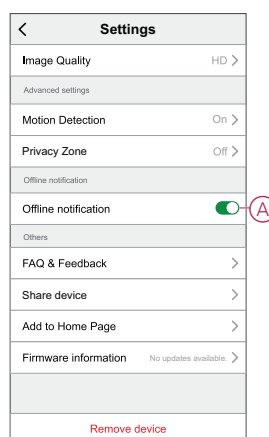 Settings
Image Quality HD
Advanced settings
Motion Detection On
Privacy Zone Off
Offline notification
Offline notification
A
Others
FAQ & Feedback
Share device
Add to Home Page
Firmware information No updates available.
Remove device